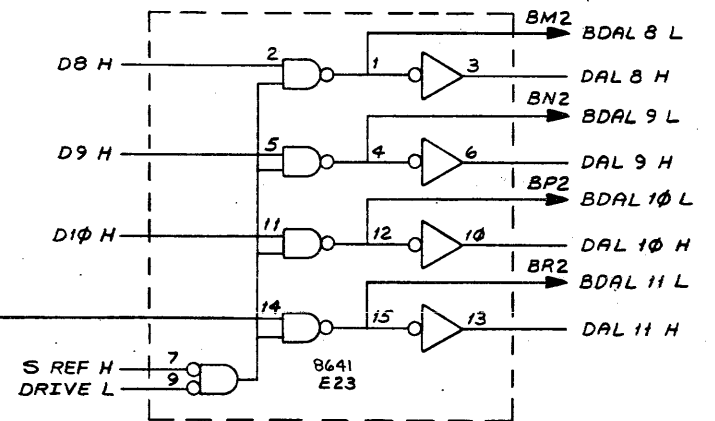 BM2
BDAL 8 L
D8 H 2 1 3 DAL 8 H
BN2
BDAL 9 L
D9 H 5 4 6 DAL 9 H
BP2
BDAL 1Ø L
D1Ø H 11 12 1Ø DAL 1Ø H
BR2
BDAL 11 L
14 15 13 DAL 11 H
S REF H 7
DRIVE L 9
8641
E23